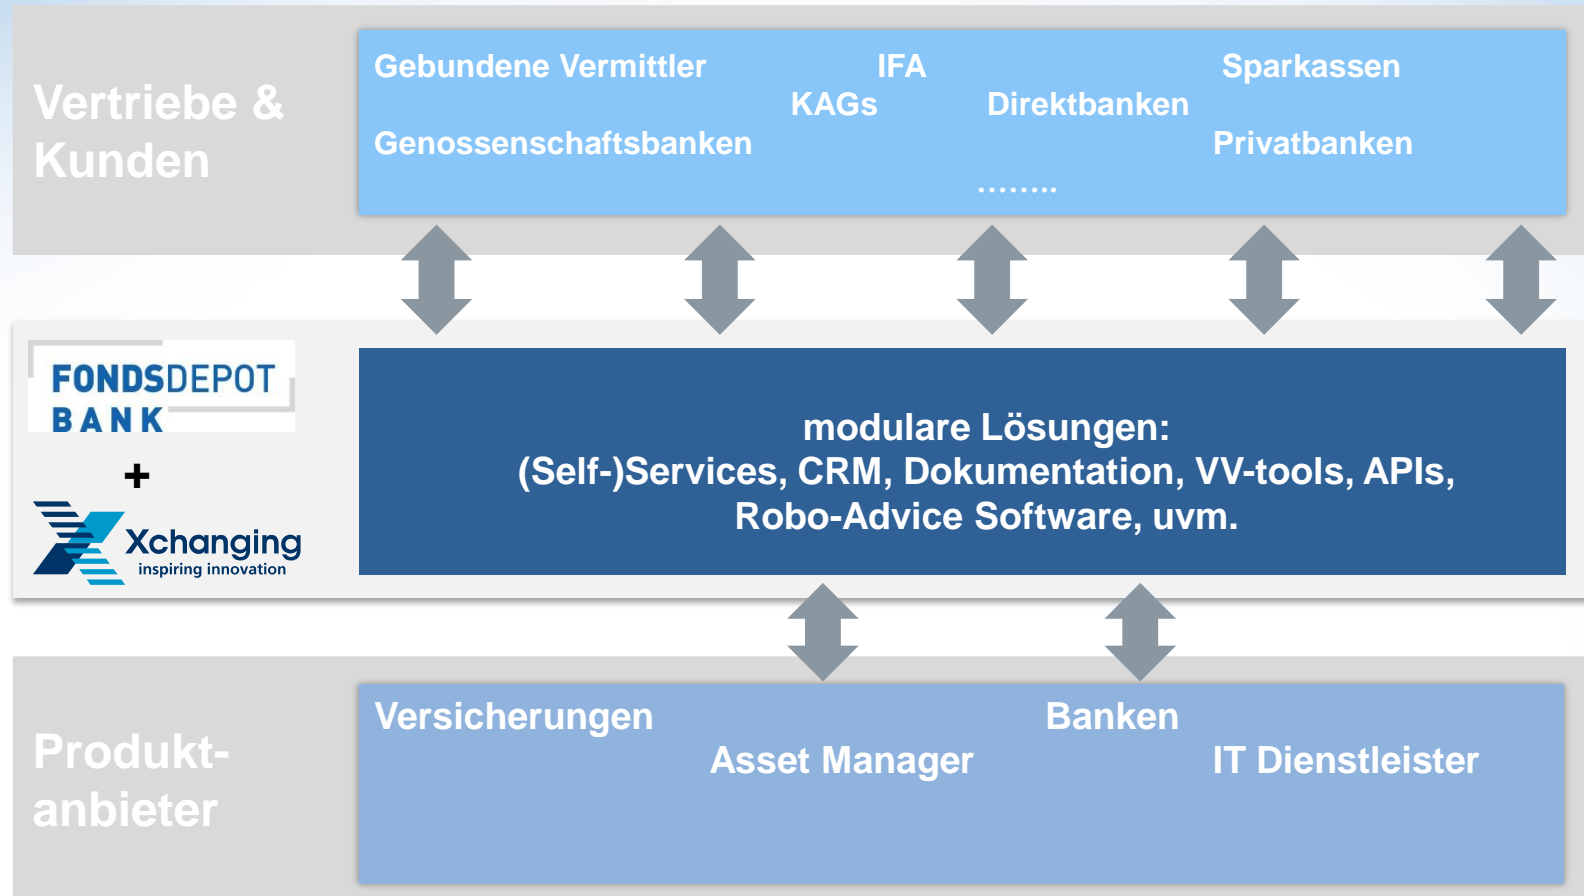 Vertriebe &
Kunden
Gebundene Vermittler IFA Sparkassen
KAGs Direktbanken
Genossenschaftsbanken Privatbanken
……..
FONDSDEPOT
BANK
+
Xchanging
inspiring innovation
modulare Lösungen:
(Self-)Services, CRM, Dokumentation, VV-tools, APIs,
Robo-Advice Software, uvm.
Produkt-
anbieter
Versicherungen Banken
Asset Manager IT Dienstleister